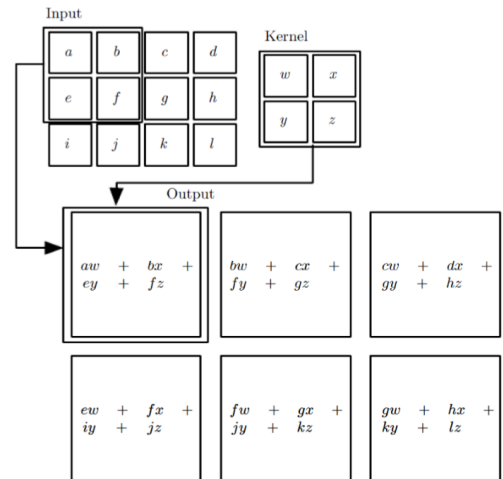 Input
a b c d
e f g h
i j k l
Kernel
w x
y z
Output
aw + bx +
ey + fz
bw + cx +
fy + gz
cw + dx +
gy + hz
ew + fx +
iy + jz
fw + gx +
jy + kz
gw + hx +
ky + lz